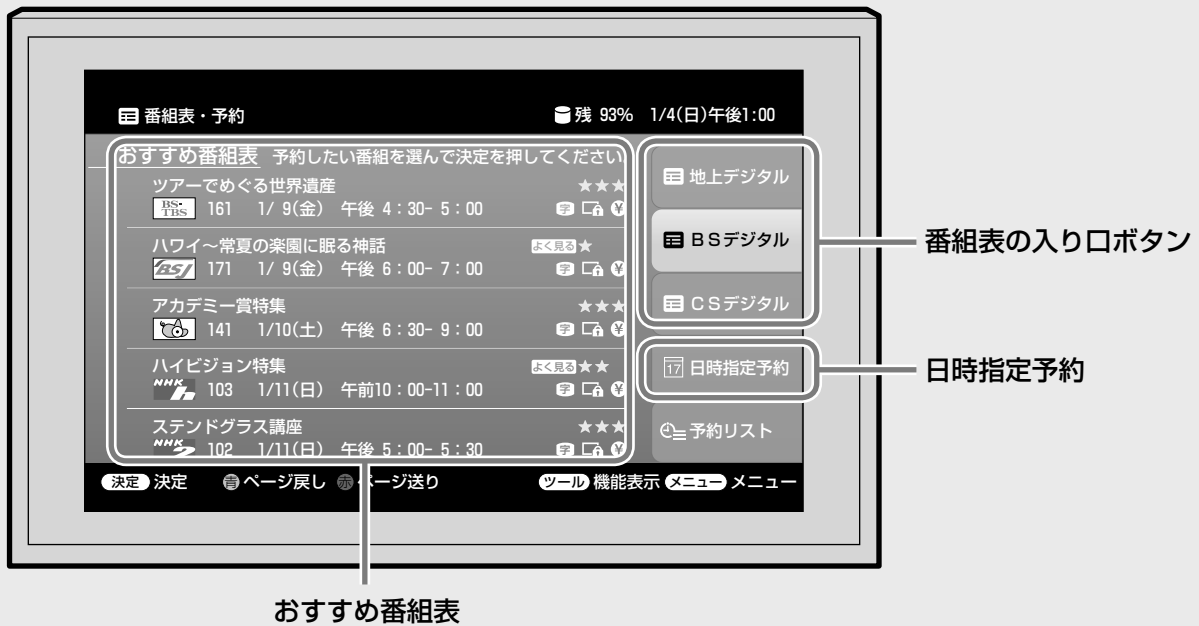 番組表・予約 残 93% 1/4(日)午後1:00
おすすめ番組表 予約したい番組を選んで決定を押してください
ツアーでめぐる世界遺産 ★★★
BS-TBS 161 1/ 9(金) 午後 4:30- 5:00 字 ¥
ハワイ～常夏の楽園に眠る神話 よく見る★
BSJ 171 1/ 9(金) 午後 6:00- 7:00 字 ¥
アカデミー賞特集 ★★★
141 1/10(土) 午後 6:30- 9:00 字 ¥
ハイビジョン特集 よく見る★★
NHK h 103 1/11(日) 午前10:00-11:00 字 ¥
ステンドグラス講座 ★★★
NHK 2 102 1/11(日) 午後 5:00- 5:30 字 ¥
地上デジタル
BSデジタル
CSデジタル
17 日時指定予約
予約リスト
決定 決定 青 ページ戻し 赤 ページ送り ツール 機能表示 メニュー メニュー
番組表の入り口ボタン
日時指定予約
おすすめ番組表